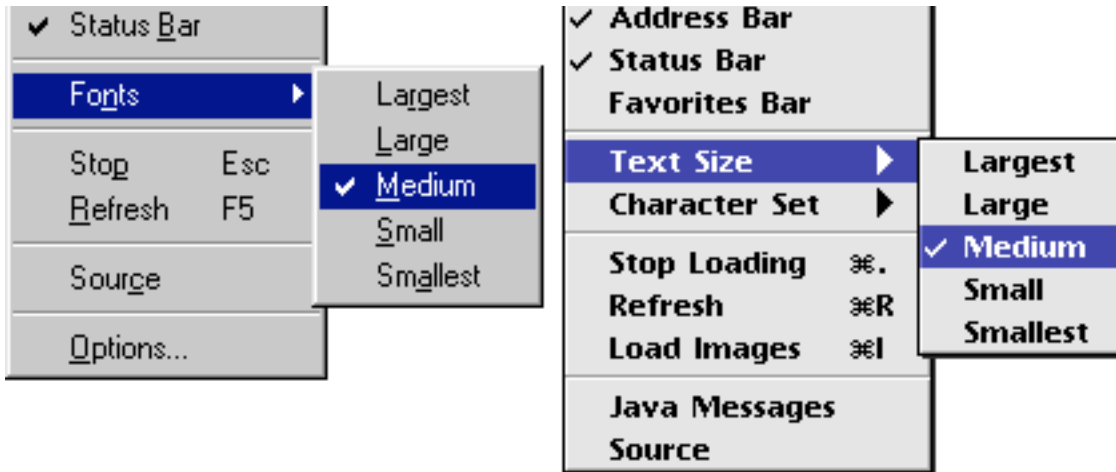 Status Bar
Fonts
Stop Esc
Refresh F5
Source
Options...
Largest
Large
Medium
Small
Smallest
Address Bar
Status Bar
Favorites Bar
Text Size
Character Set
Stop Loading ⌘.
Refresh ⌘R
Load Images ⌘I
Java Messages
Source
Largest
Large
Medium
Small
Smallest